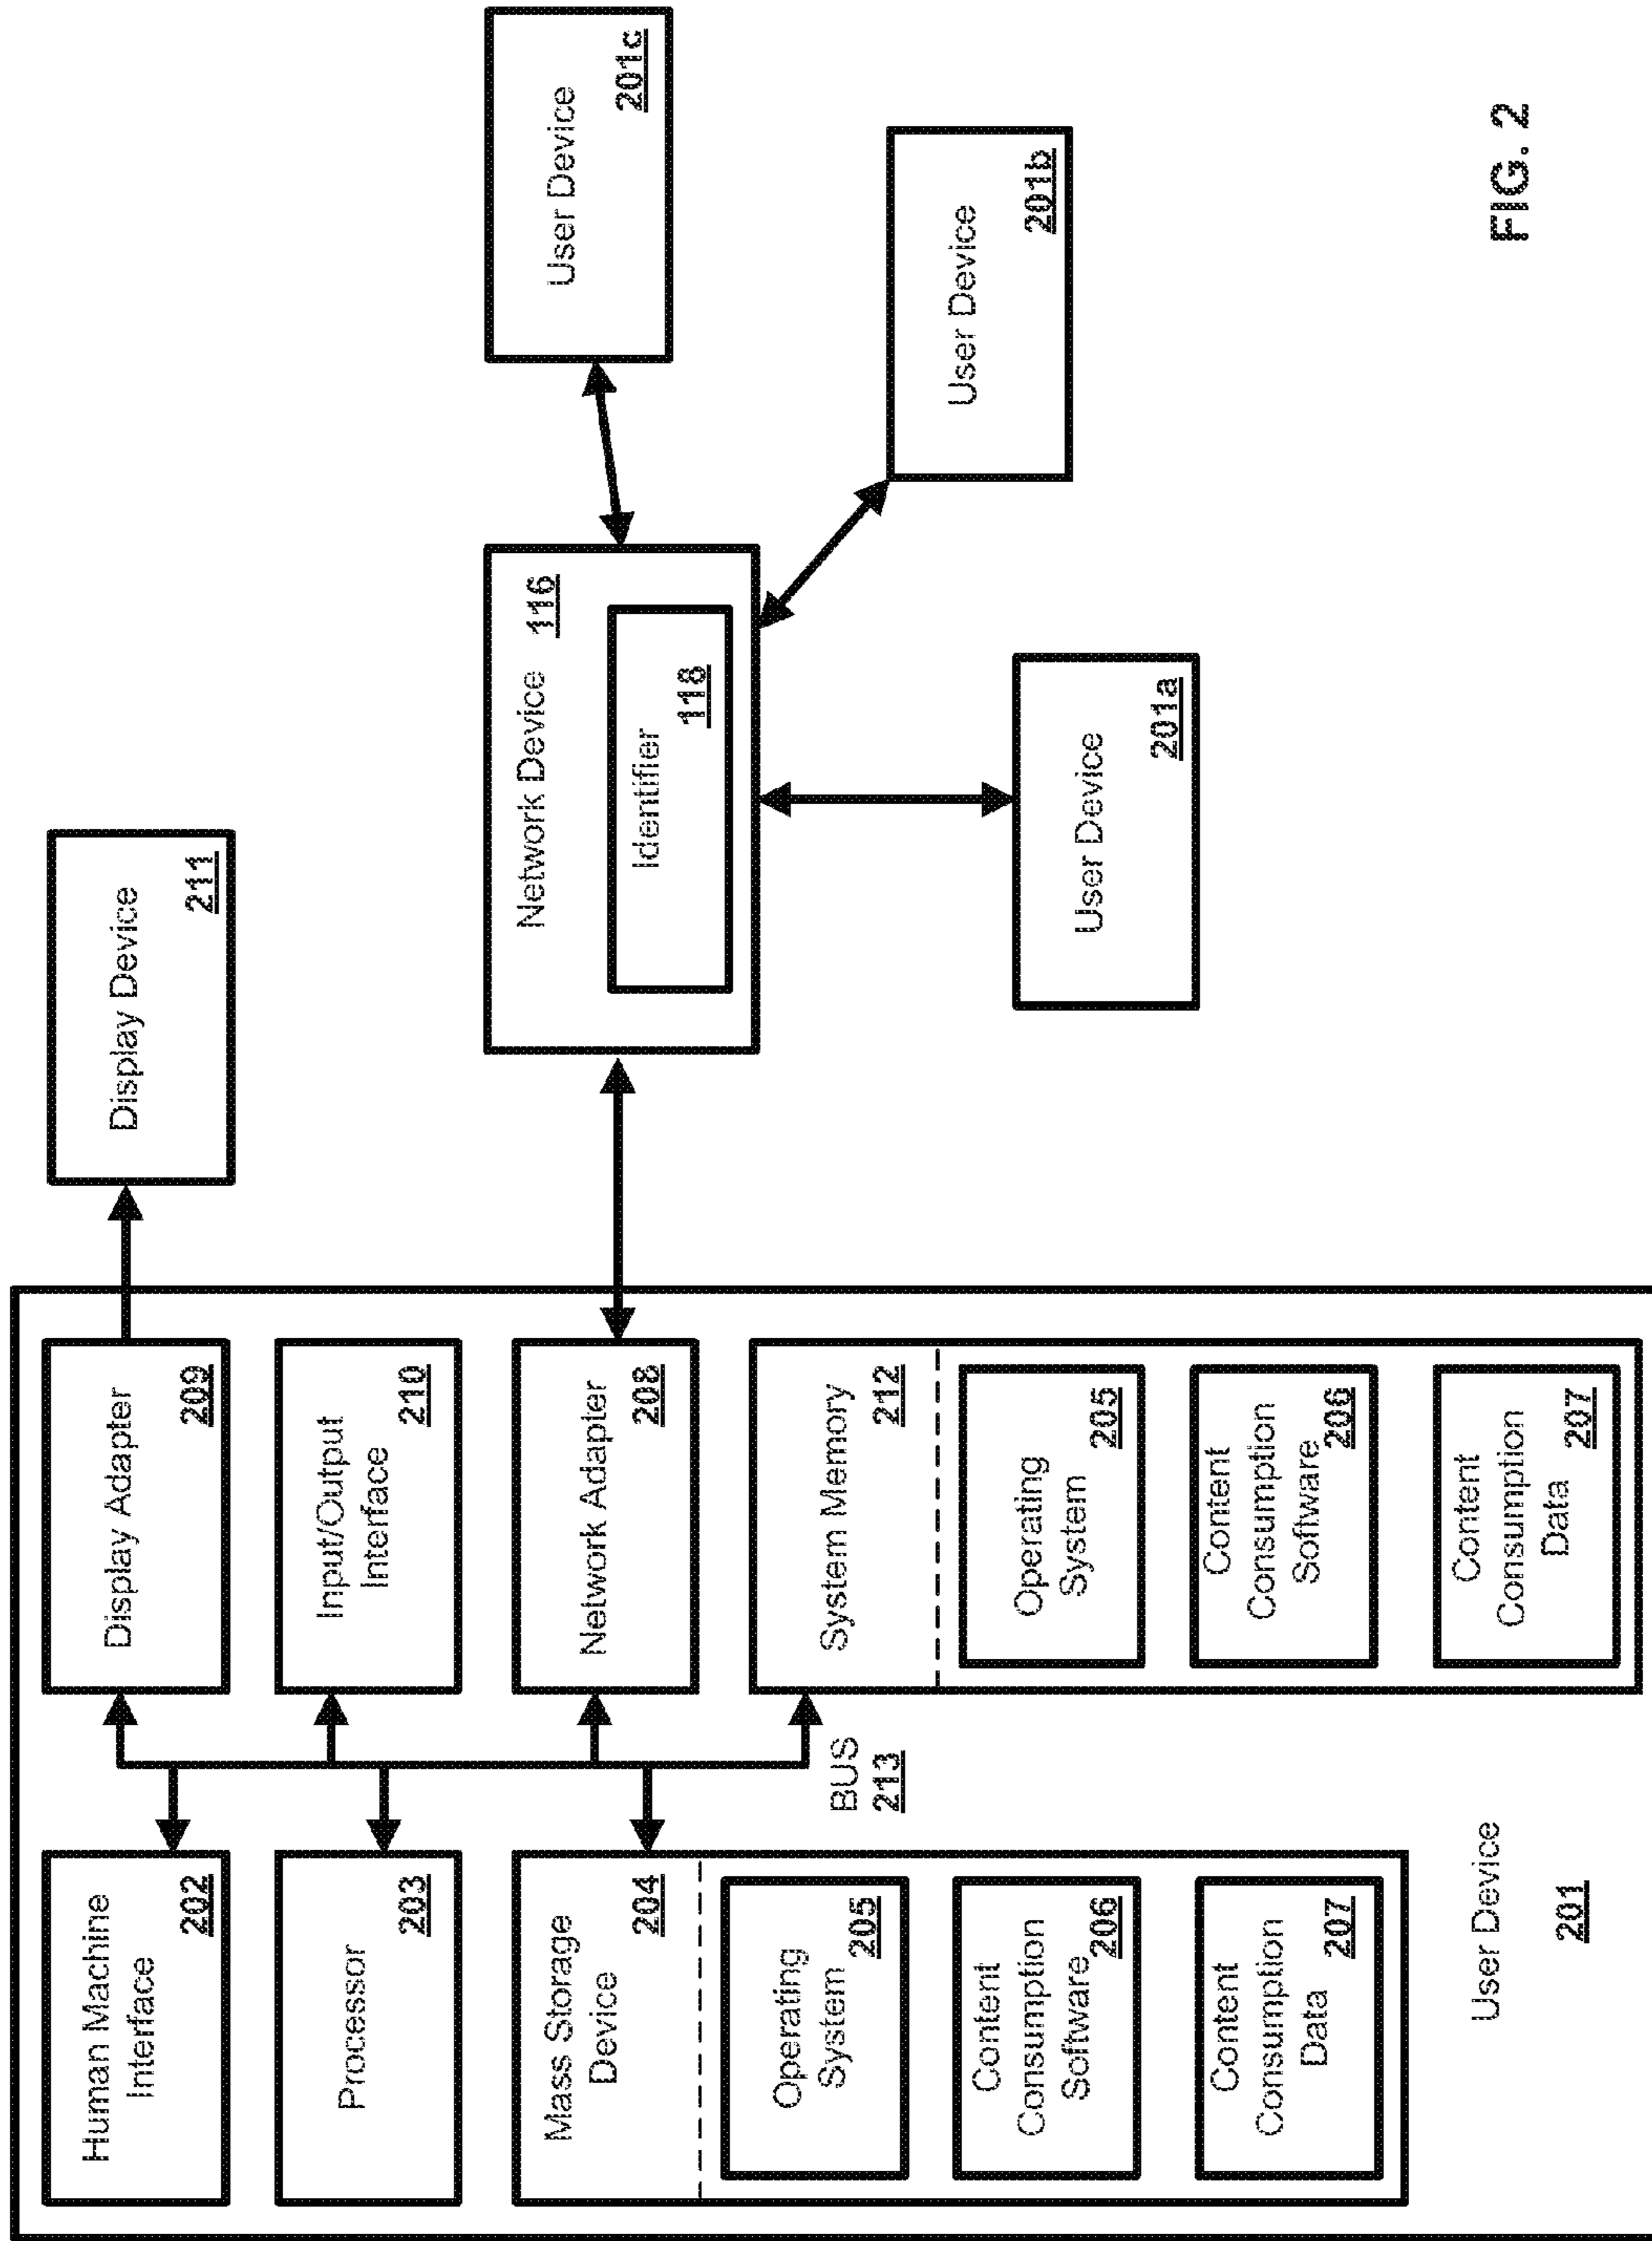 Human Machine
Interface
202
Processor
203
Mass Storage
Device
204
Operating
System
205
Content
Consumption
Software
206
Content
Consumption
Data
207
User Device
201
BUS
213
Display Adapter
209
Input/Output
Interface
210
Network Adapter
208
System Memory
212
Operating
System
205
Content
Consumption
Software
206
Content
Consumption
Data
207
Display Device
211
Network Device 116
Identifier
118
User Device
201a
User Device
201b
User Device
201c
FIG. 2